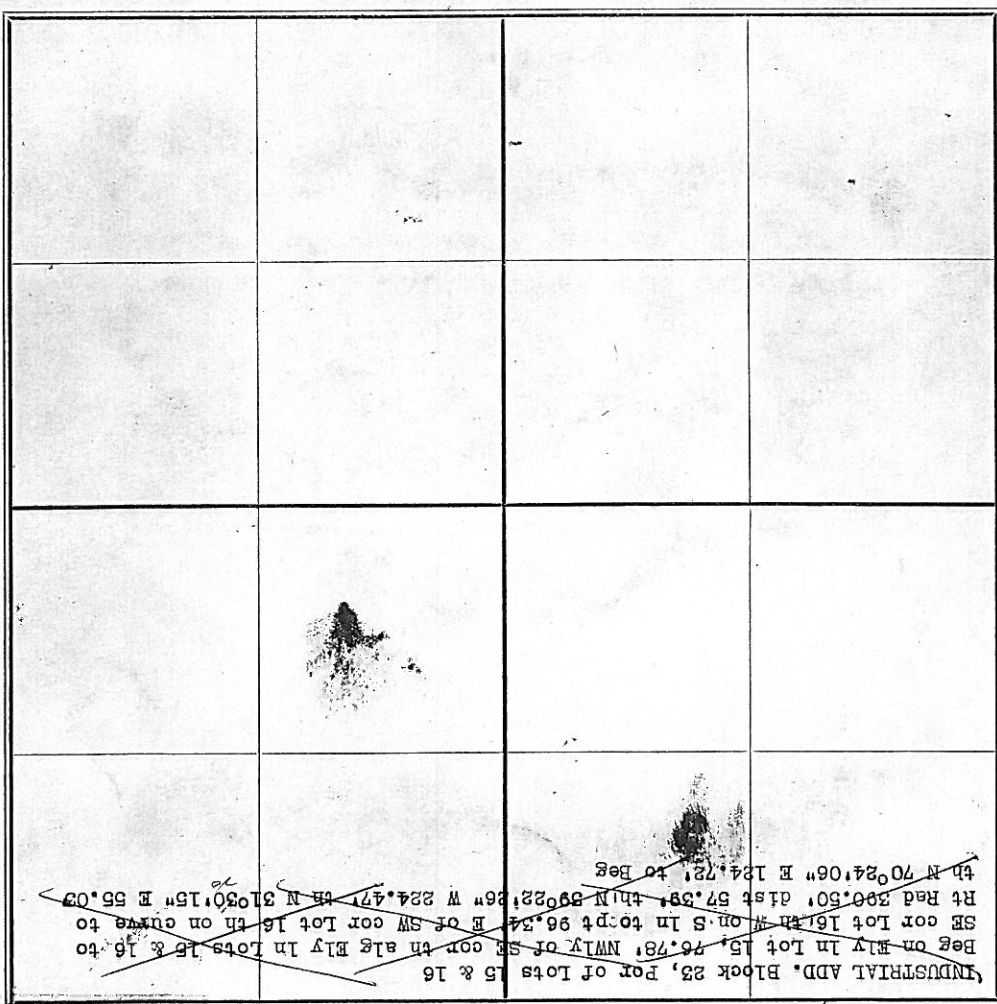 INDUSTRIAL ADD. Block 23, Por of Lots 15 & 16
Beg on Ely ln Lot 15, 76.78' NWly of SE cor th alg Ely ln Lots 15 & 16 to
SE cor Lot 16 th W on S ln to pt 96.34' E of SW cor Lot 16 th on curve to
Rt Rad 390.50' dist 57.39' th N 59°22'26" W 224.47' th N 31°30'15" E 55.03
th N 70°24'06" E 124.72' to Beg